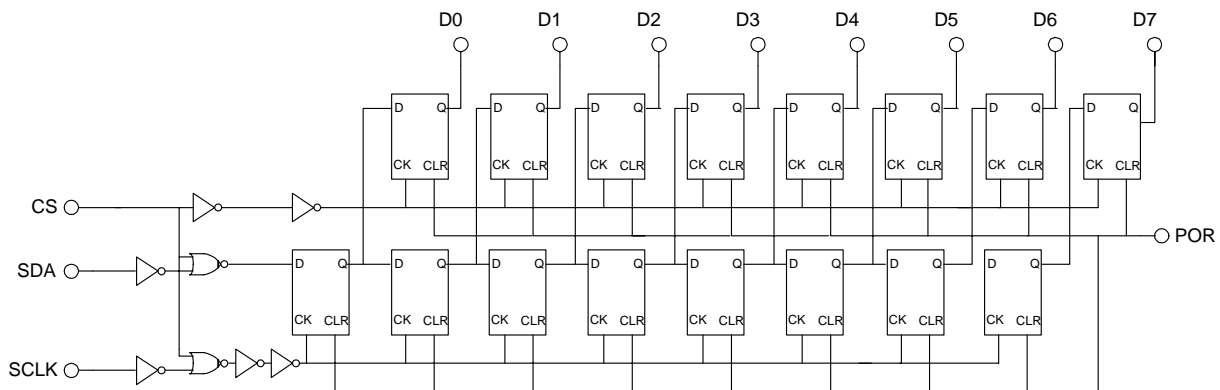 D0 D1 D2 D3 D4 D5 D6 D7
D Q D Q D Q D Q D Q D Q D Q D Q
CK CLR CK CLR CK CLR CK CLR CK CLR CK CLR CK CLR CK CLR
CS
POR
SDA
D Q D Q D Q D Q D Q D Q D Q D Q
CK CLR CK CLR CK CLR CK CLR CK CLR CK CLR CK CLR CK CLR
SCLK